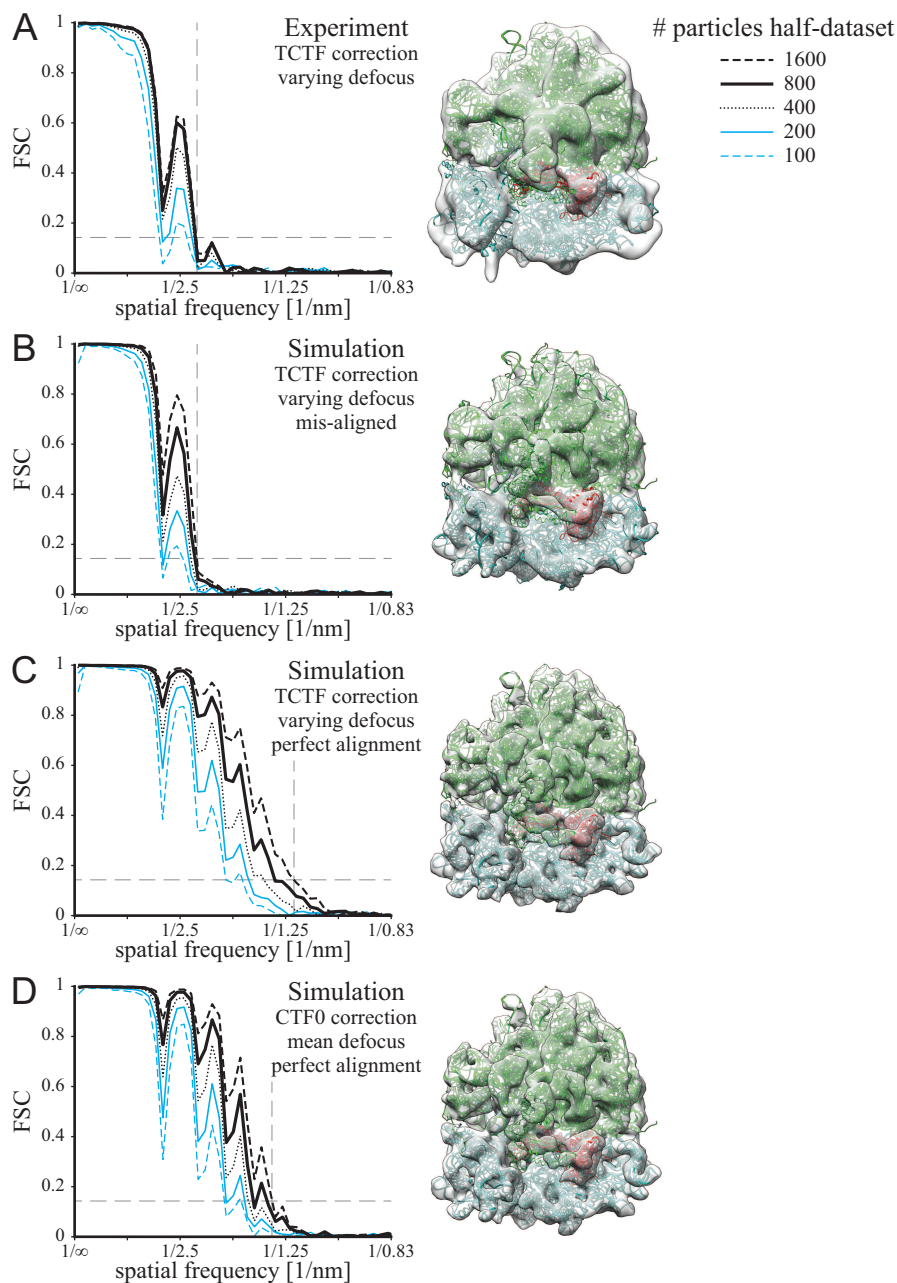 A
Experiment
TCTF correction
varying defocus
# particles half-dataset
1600
800
400
200
100
FSC
1
0.8
0.6
0.4
0.2
0
1/∞
1/2.5
1/1.25
1/0.83
spatial frequency [1/nm]
B
Simulation
TCTF correction
varying defocus
mis-aligned
FSC
1
0.8
0.6
0.4
0.2
0
1/∞
1/2.5
1/1.25
1/0.83
spatial frequency [1/nm]
C
Simulation
TCTF correction
varying defocus
perfect alignment
FSC
1
0.8
0.6
0.4
0.2
0
1/∞
1/2.5
1/1.25
1/0.83
spatial frequency [1/nm]
D
Simulation
CTF0 correction
mean defocus
perfect alignment
FSC
1
0.8
0.6
0.4
0.2
0
1/∞
1/2.5
1/1.25
1/0.83
spatial frequency [1/nm]